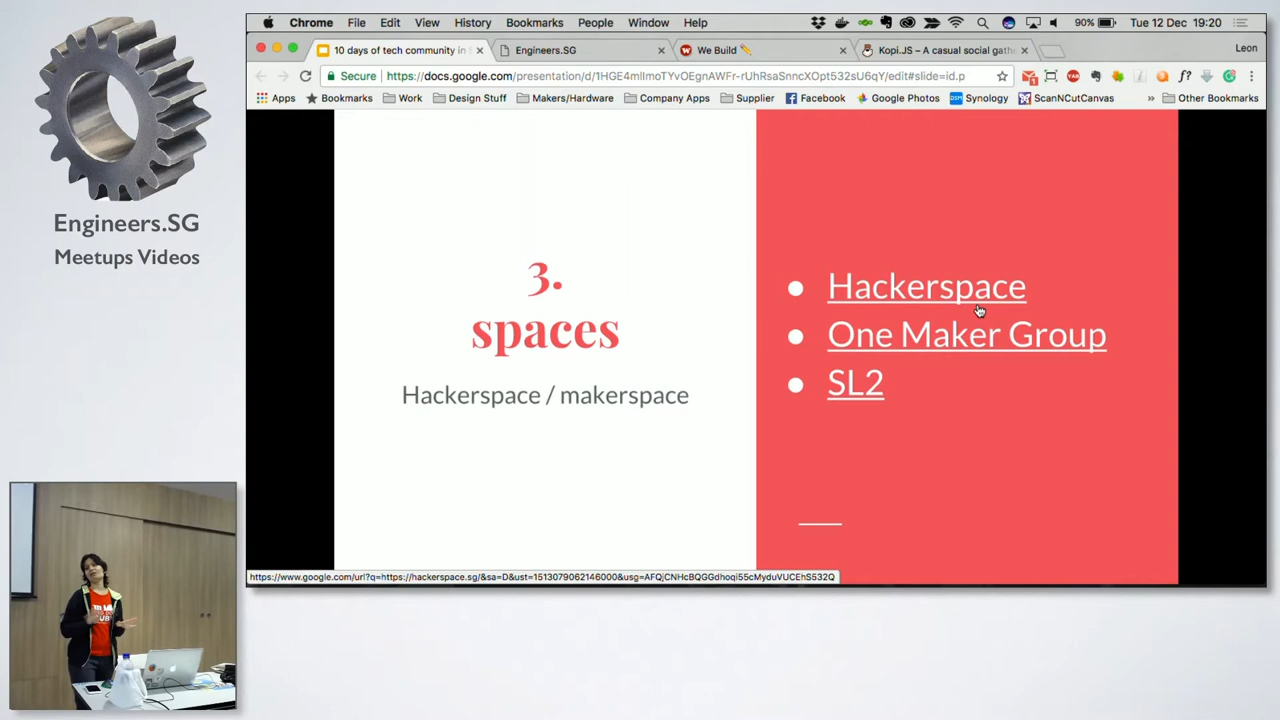 Chrome File Edit View History Bookmarks People Window Help 90% Tue 12 Dec 19:20
10 days of tech community in S Engineers.SG We Build Kopi.JS – A casual social gath Leon
Secure https://docs.google.com/presentation/d/1HGE4mlImoTYvOEgnAWFr-rUhRsaSnncXOpt532sU6qY/edit#slide=id.p
Apps Bookmarks Work Design Stuff Makers/Hardware Company Apps Supplier Facebook Google Photos DSM Synology ScanNCutCanvas » Other Bookmarks
Engineers.SG
Meetups Videos
3.
spaces
Hackerspace / makerspace
Hackerspace
One Maker Group
SL2
https://www.google.com/url?q=https://hackerspace.sg/&sa=D&ust=1513079062146000&usg=AFQjCNHcBQGGdhoqi55cMyduVUCEhS532Q